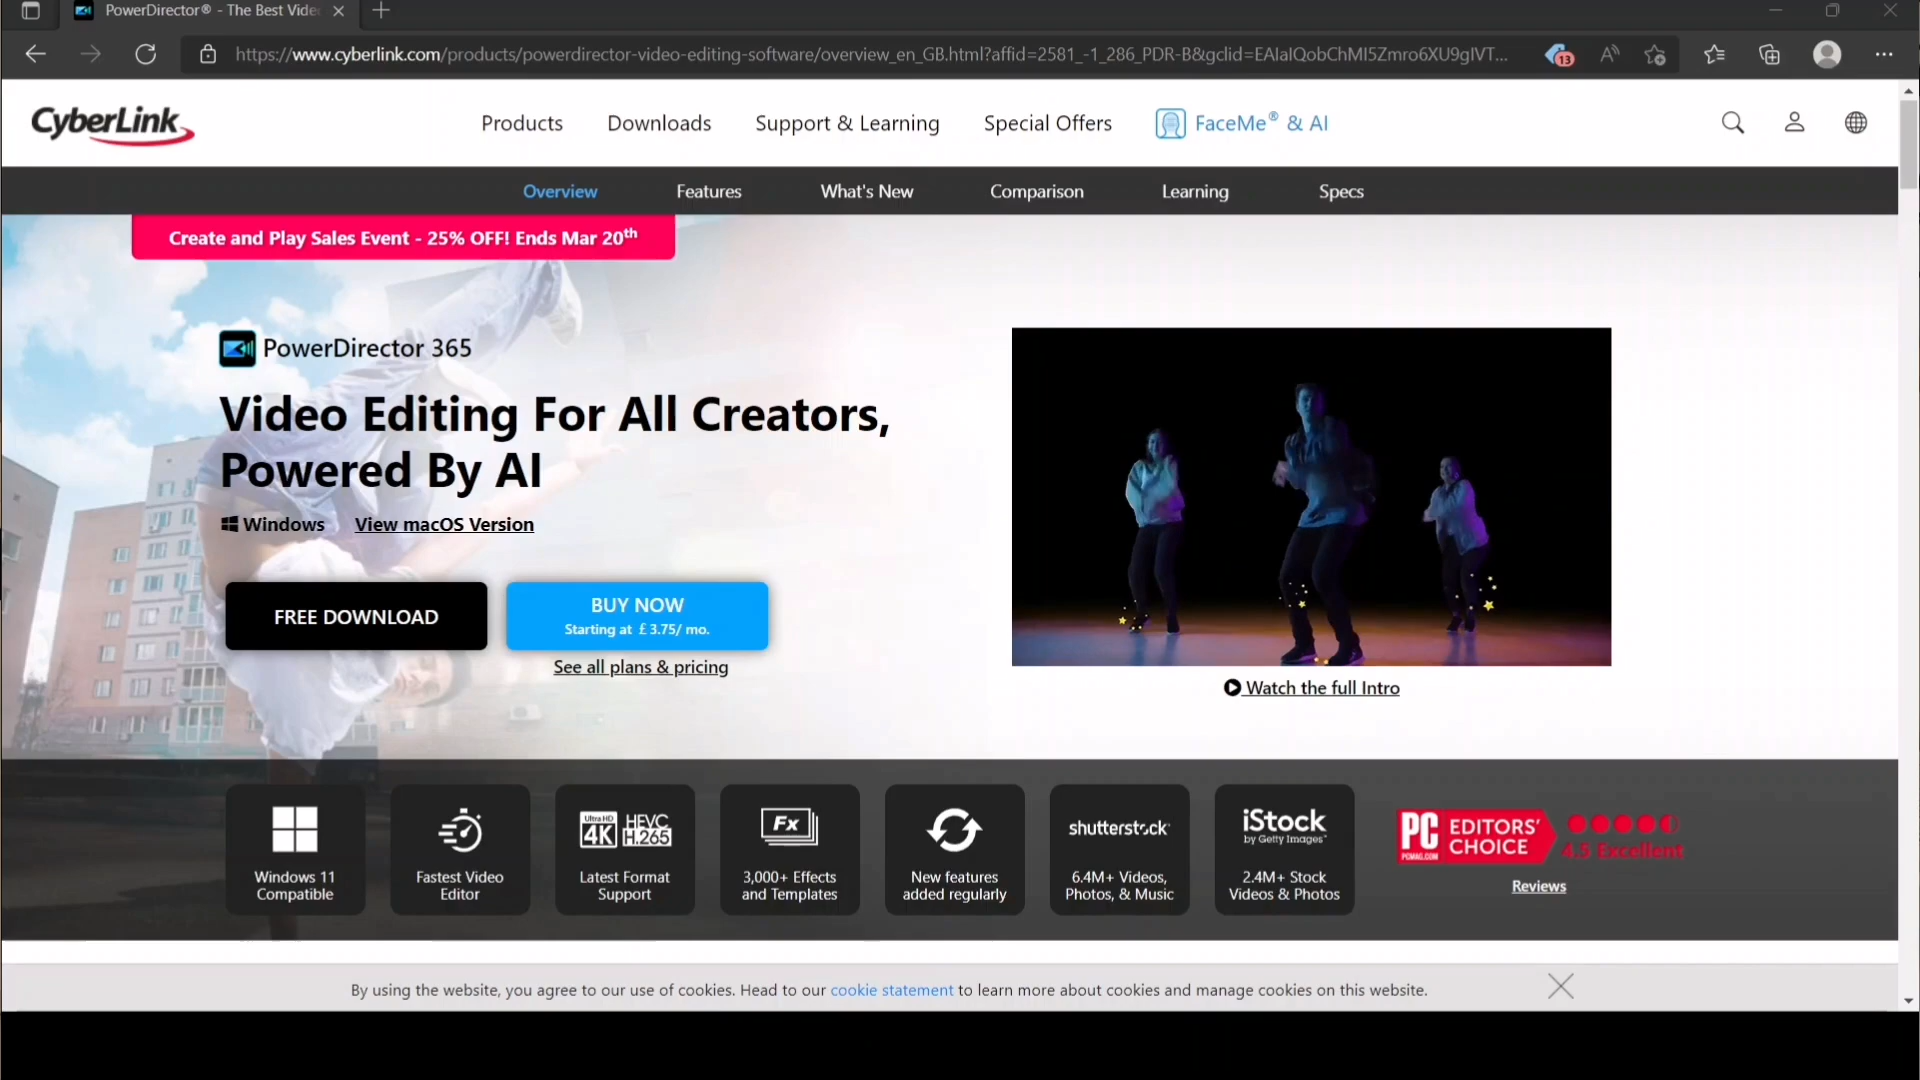 PowerDirector® - The Best Vide
https://www.cyberlink.com/products/powerdirector-video-editing-software/overview_en_GB.html?affid=2581_-1_286_PDR-B&gclid=EAIaIQobChMI5Zmro6XU9gIVT...
13
CyberLink
Products
Downloads
Support & Learning
Special Offers
FaceMe® & AI
Overview
Features
What's New
Comparison
Learning
Specs
Create and Play Sales Event - 25% OFF! Ends Mar 20th
PowerDirector 365
Video Editing For All Creators,
Powered By AI
Windows
View macOS Version
FREE DOWNLOAD
BUY NOW
Starting at £3.75/ mo.
See all plans & pricing
Watch the full Intro
Windows 11
Compatible
Fastest Video
Editor
Ultra HD
4K
HEVC
H.265
Latest Format
Support
Fx
3,000+ Effects
and Templates
New features
added regularly
shutterstock
6.4M+ Videos,
Photos, & Music
iStock
by Getty Images™
2.4M+ Stock
Videos & Photos
PC
PCMAG.COM
EDITORS'
CHOICE
4.5 Excellent
Reviews
By using the website, you agree to our use of cookies. Head to our cookie statement to learn more about cookies and manage cookies on this website.